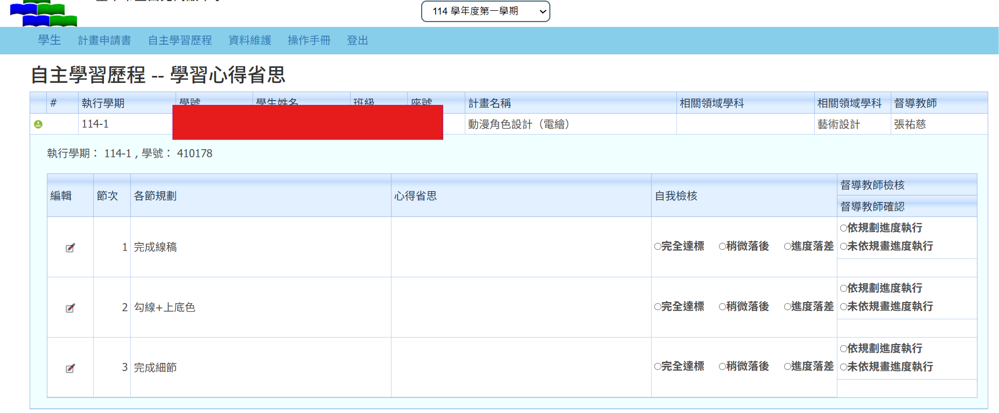 114 學年度第一學期
學生 計畫申請書 自主學習歷程 資料維護 操作手冊 登出
自主學習歷程 -- 學習心得省思
# 執行學期 學號 學生姓名 班級 座號 計畫名稱 相關領域學科 相關領域學科 督導教師
114-1 動漫角色設計（電繪） 藝術設計 張祐慈
執行學期： 114-1 , 學號： 410178
編輯 節次 各節規劃 心得省思 自我檢核 督導教師檢核
督導教師確認
1 完成線稿 完全達標 稍微落後 進度落差 依規劃進度執行
未依規畫進度執行
2 勾線+上底色 完全達標 稍微落後 進度落差 依規劃進度執行
未依規畫進度執行
3 完成細節 完全達標 稍微落後 進度落差 依規劃進度執行
未依規畫進度執行